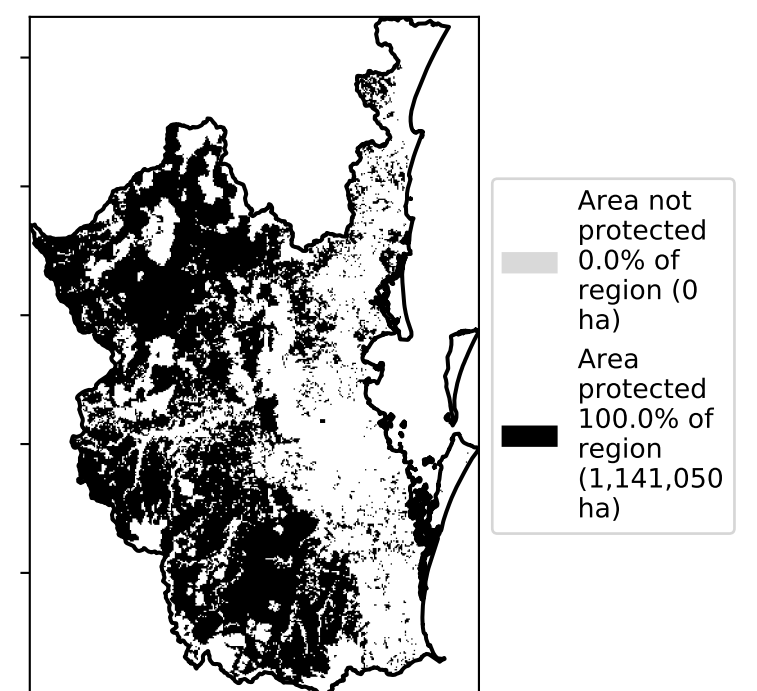 Area not
protected
0.0% of
region (0
ha)
Area
protected
100.0% of
region
(1,141,050
ha)